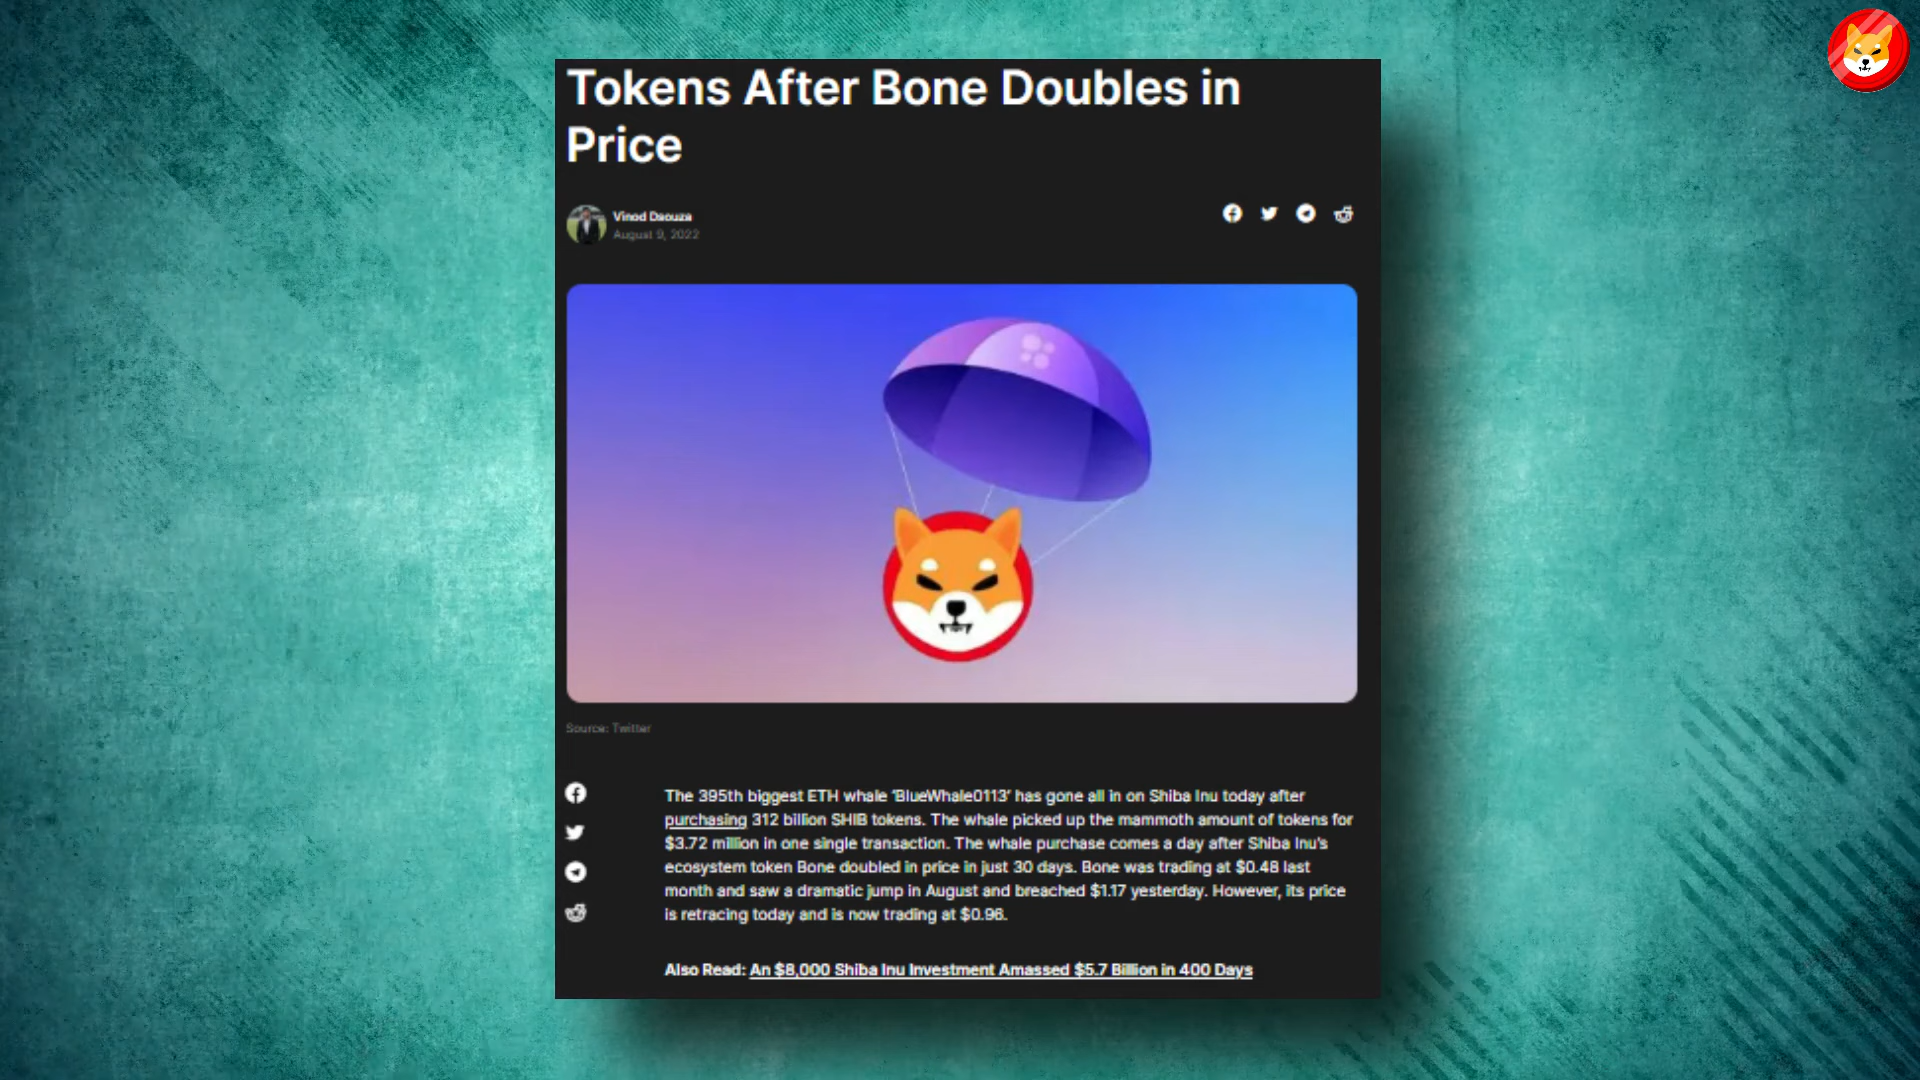 Tokens After Bone Doubles in
Price
Vinod Dsouza
August 9, 2022
Source: Twitter
The 395th biggest ETH whale 'BlueWhale0113' has gone all in on Shiba Inu today after
purchasing 312 billion SHIB tokens. The whale picked up the mammoth amount of tokens for
$3.72 million in one single transaction. The whale purchase comes a day after Shiba Inu's
ecosystem token Bone doubled in price in just 30 days. Bone was trading at $0.48 last
month and saw a dramatic jump in August and breached $1.17 yesterday. However, its price
is retracing today and is now trading at $0.96.
Also Read: An $8,000 Shiba Inu Investment Amassed $5.7 Billion in 400 Days